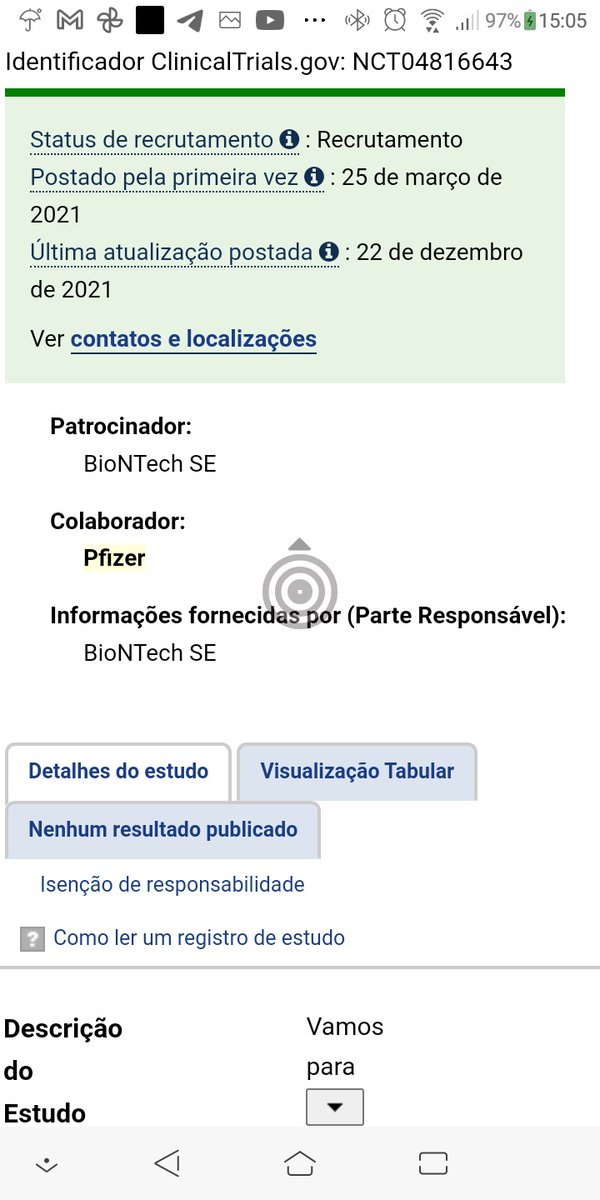 97% 15:05
Identificador ClinicalTrials.gov: NCT04816643
Status de recrutamento : Recrutamento
Postado pela primeira vez : 25 de março de
2021
Última atualização postada : 22 de dezembro
de 2021
Ver contatos e localizações
Patrocinador:
BioNTech SE
Colaborador:
Pfizer
Informações fornecidas por (Parte Responsável):
BioNTech SE
Detalhes do estudo
Visualização Tabular
Nenhum resultado publicado
Isenção de responsabilidade
? Como ler um registro de estudo
Descrição
do
Estudo
Vamos
para